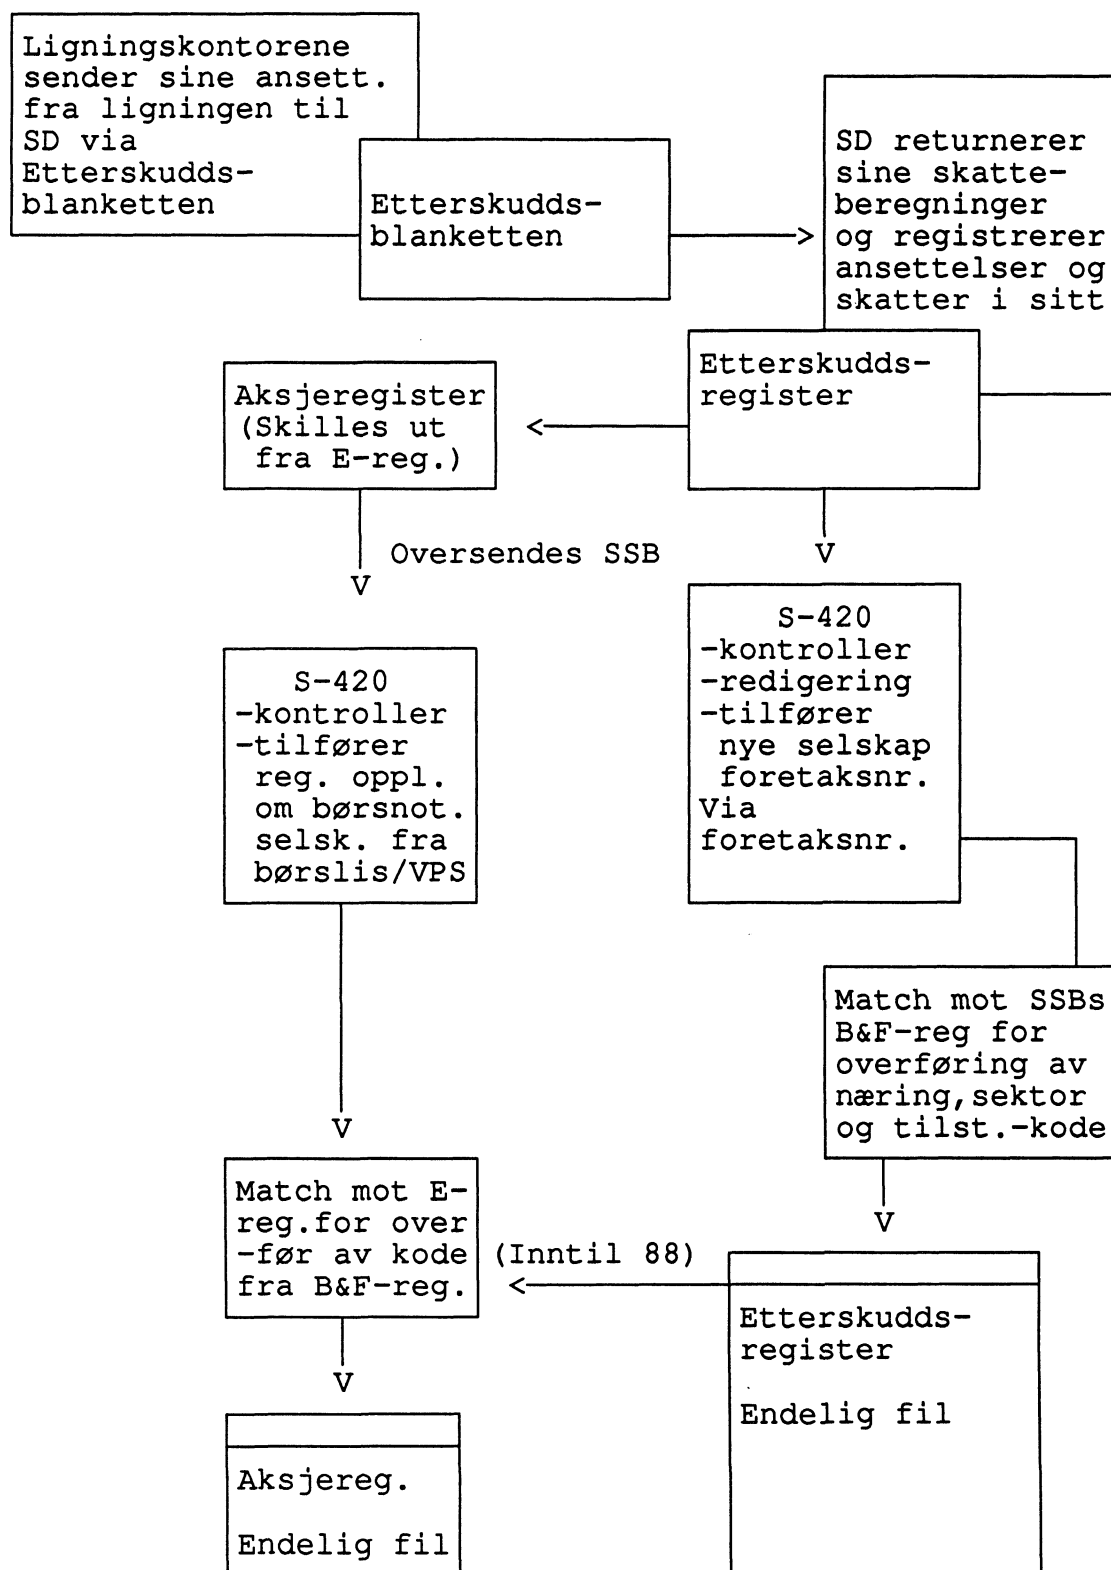 Ligningskontorene
sender sine ansett.
fra ligningen til
SD via
Etterskudds-
blanketten
Etterskudds-
blanketten
>
SD returnerer
sine skatte-
beregninger
og registrerer
ansettelser og
skatter i sitt
Etterskudds-
register
<
Aksjeregister
(Skilles ut
fra E-reg.)
Oversendes SSB
V
V
S-420
-kontroller
-redigering
-tilfører
nye selskap
foretaksnr.
Via
foretaksnr.
S-420
-kontroller
-tilfører
reg. oppl.
om børsnot.
selsk. fra
børslis/VPS
Match mot SSBs
B&F-reg for
overføring av
næring,sektor
og tilst.-kode
V
V
Match mot E-
reg.for over
-før av kode
fra B&F-reg.
(Inntil 88)
<
Etterskudds-
register
Endelig fil
V
Aksjereg.
Endelig fil